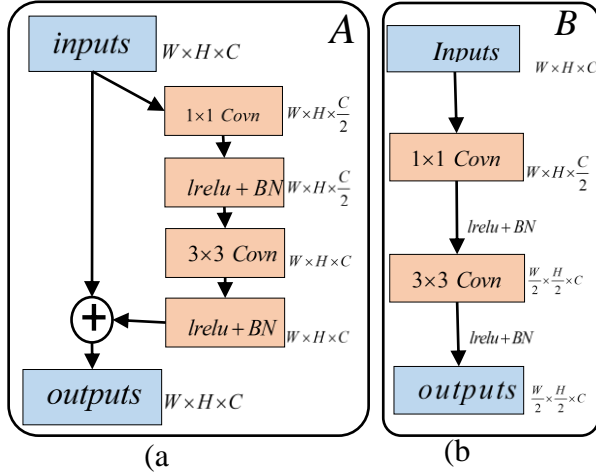 A
inputs
W×H×C
1×1 Covn
W×H×C/2
lrelu+BN
W×H×C/2
3×3 Covn
W×H×C
lrelu+BN
W×H×C
+
outputs
W×H×C
(a
B
Inputs
W×H×C
1×1 Covn
W×H×C/2
lrelu+BN
3×3 Covn
W/2×H/2×C
lrelu+BN
outputs
W/2×H/2×C
(b